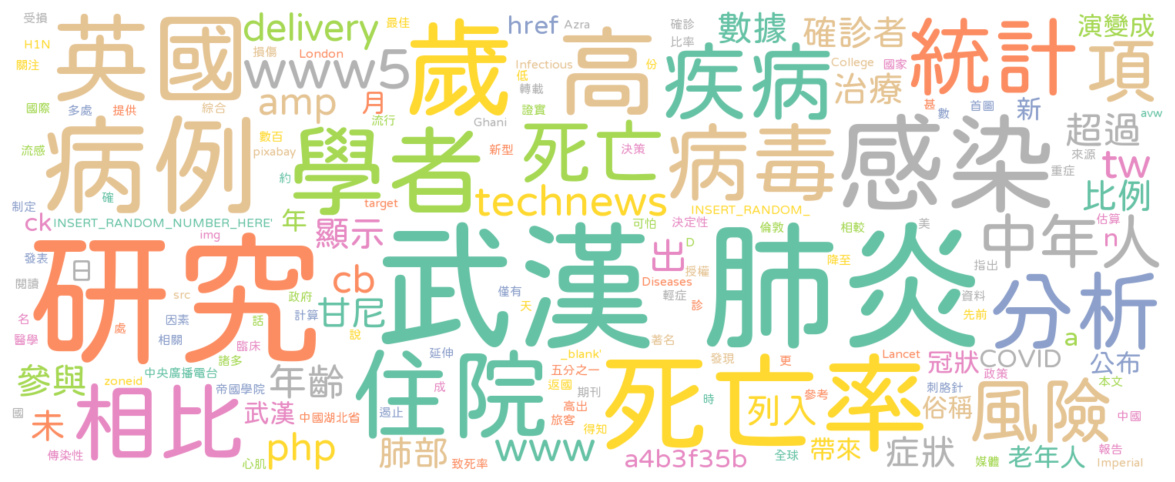 受損
英國
delivery
最佳
href
Azra
高
確診
數據
確診者
統計
演變成
項
H1N
關注
損傷
London
www5
歲
Infectious
低
份
轉載
比率
疾病
College
國家
治療
國際
多處
提供
綜合
amp
月
流行
Ghani
證實
甚
數
首圖
新
avw
病例
數百
學者
死亡
決策
病毒
感染
超過
流感
pixabay
新型
來源
重症
tw
約
制定
確
target
technews
INSERT_RANDOM_
比例
ck
INSERT_RANDOM_NUMBER_HERE'
年
顯示
可怕
決定性
倫敦
相較
美
中年人
估算
n
img
武漢
肺炎
出
D
研究
發表
日
閱讀
cb
授權
Diseases
降至
指出
分析
src
政府
甘尼
僅有
輕症
資料
名
因素
計算
天
診
先前
醫學
處
相關
話
說
著名
a
臨床
諸多
延伸
_blank'
五分之一
發現
更
Lancet
冠狀
COVID
公布
參與
zoneid
中央廣播電台
年齡
住院
死亡率
政策
相比
帝國學院
成
返國
期刊
刺胳針
本文
國
未
武漢
中國湖北省
遏止
高出
旅客
時
列入
參考
俗稱
風險
中國
傳染性
php
得知
www
心肌
肺部
致死率
a4b3f35b
全球
帶來
症狀
媒體
老年人
報告
Imperial